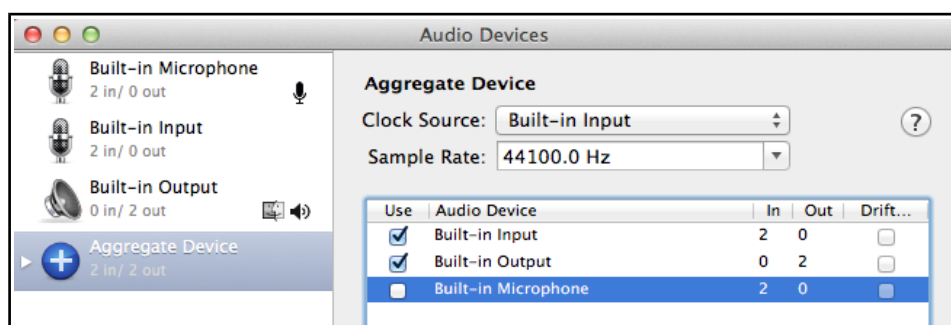 Audio Devices
Built-in Microphone
2 in/ 0 out
Built-in Input
2 in/ 0 out
Built-in Output
0 in/ 2 out
Aggregate Device
2 in/ 2 out
Aggregate Device
Clock Source: Built-in Input
?
Sample Rate: 44100.0 Hz
Use Audio Device In Out Drift...
Built-in Input 2 0
Built-in Output 0 2
Built-in Microphone 2 0